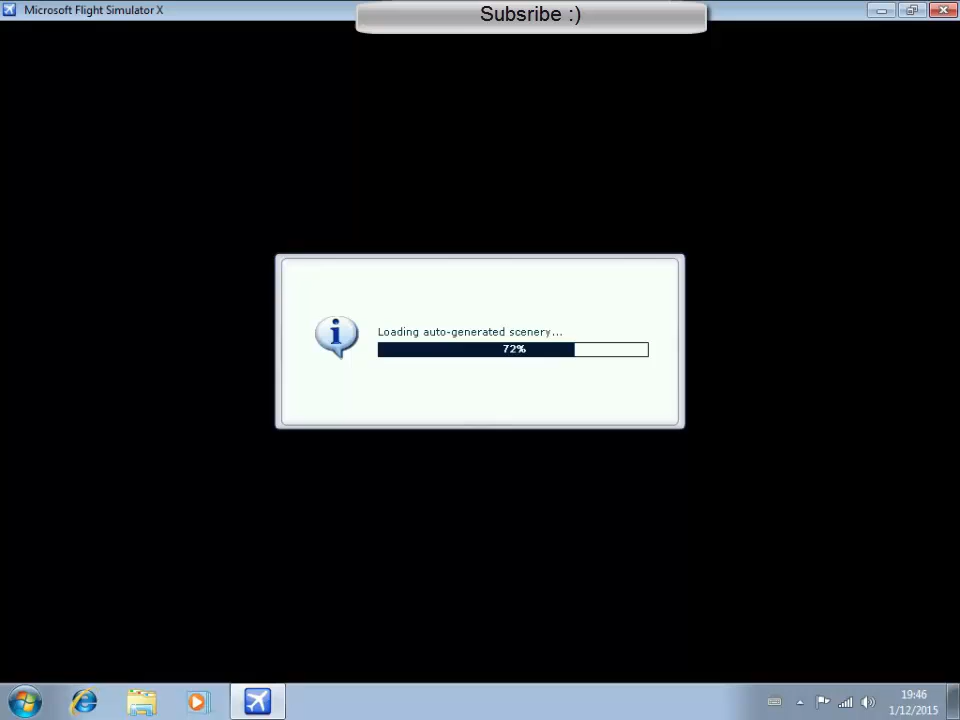 Microsoft Flight Simulator X
Subsribe :)
Loading auto-generated scenery...
72%
19:46
1/12/2015